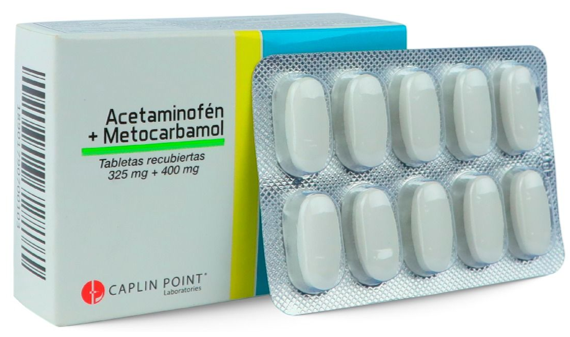 Acetaminofén
+ Metocarbamol
Tabletas recubiertas
325 mg + 400 mg
CAPLIN POINT
Laboratories